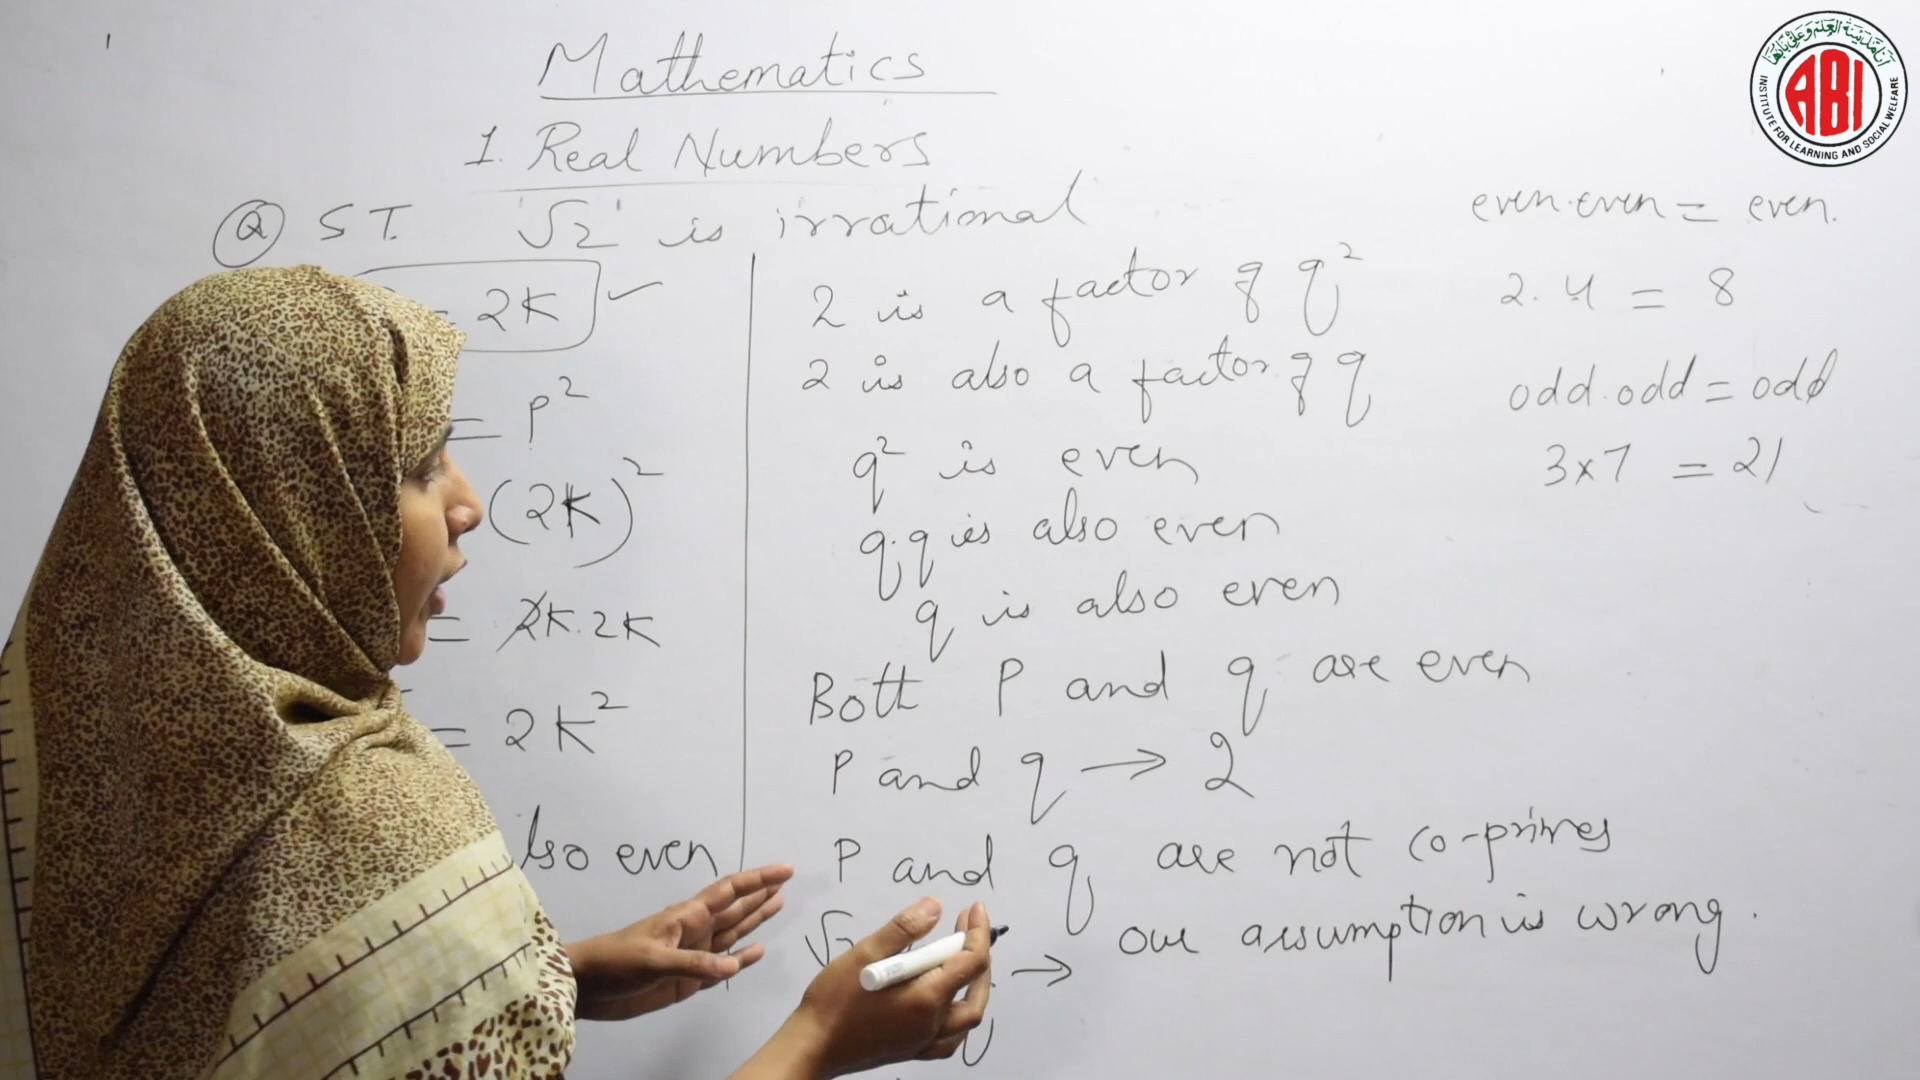 Mathematics
1. Real Numbers
Q ST. '√2' is irrational
= 2K
= P²
(2K)²
= 2K.2K
= 2K²
lso even
2 is a factor of q²
2 is also a factor of q
q² is even
q.q is also even
q is also even
Both P and q are even
P and q → 2
P and q are not co-primes
√2
→ our assumption is wrong.
even.even = even.
2.4 = 8
odd.odd = odd
3x7 = 21
ABI
INSTITUTE FOR LEARNING AND SOCIAL WELFARE